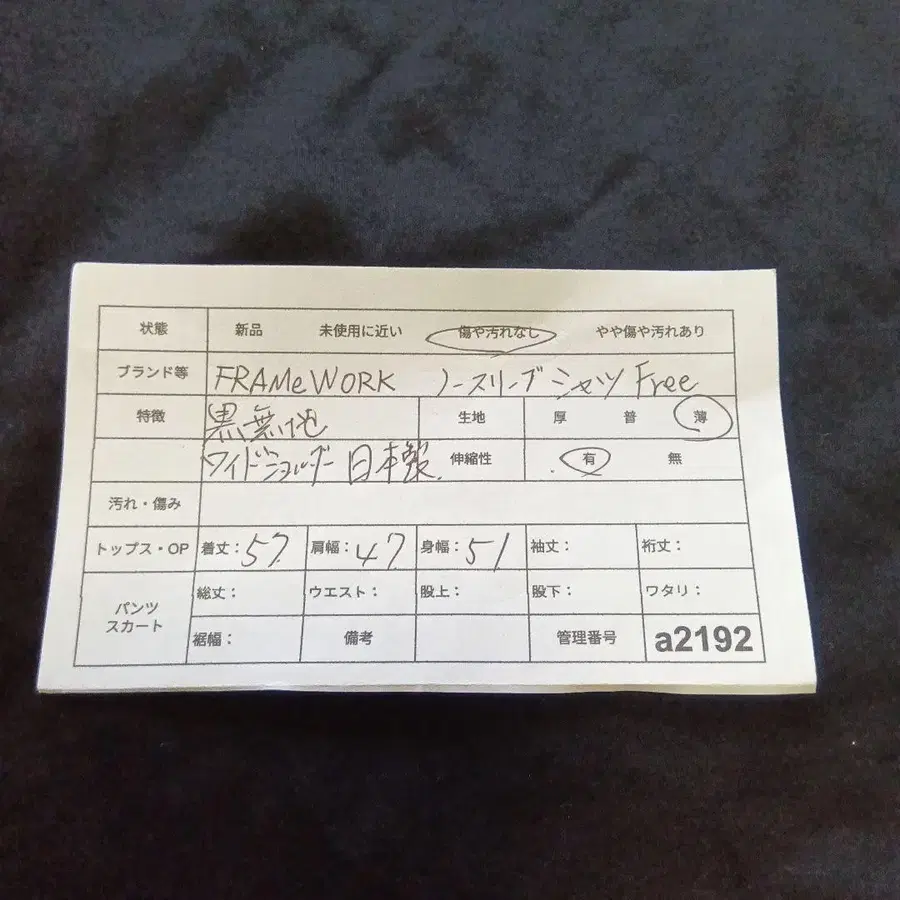 状態 新品 未使用に近い 傷や汚れなし やや傷や汚れあり
ブランド等 FRAMeWORK ノースリーブシャツ Free
特徴 黒無地 生地 厚 普 薄
ワイドショルダー 日本製. 伸縮性 有 無
汚れ・傷み
トップス・OP 着丈:57 肩幅:47 身幅:51 袖丈: 裄丈:
パンツ スカート 総丈: ウエスト: 股上: 股下: ワタリ:
裾幅: 備考 管理番号 a2192